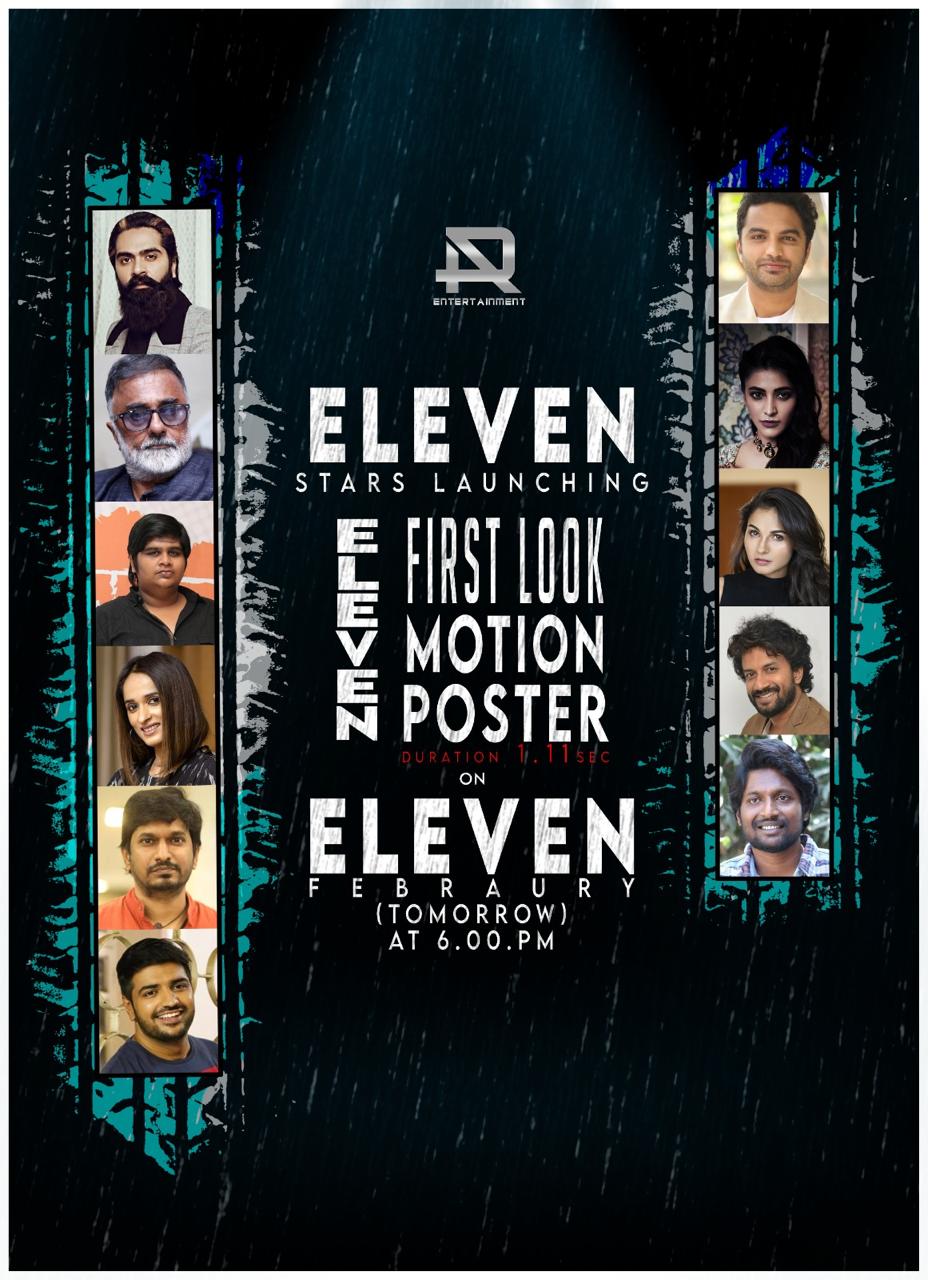 AR
ENTERTAINMENT
ELEVEN
STARS LAUNCHING
ELEVEN
FIRST LOOK
MOTION
POSTER
DURATION 1.11SEC
ON
ELEVEN
FEBRAURY
(TOMORROW)
AT 6.00.PM